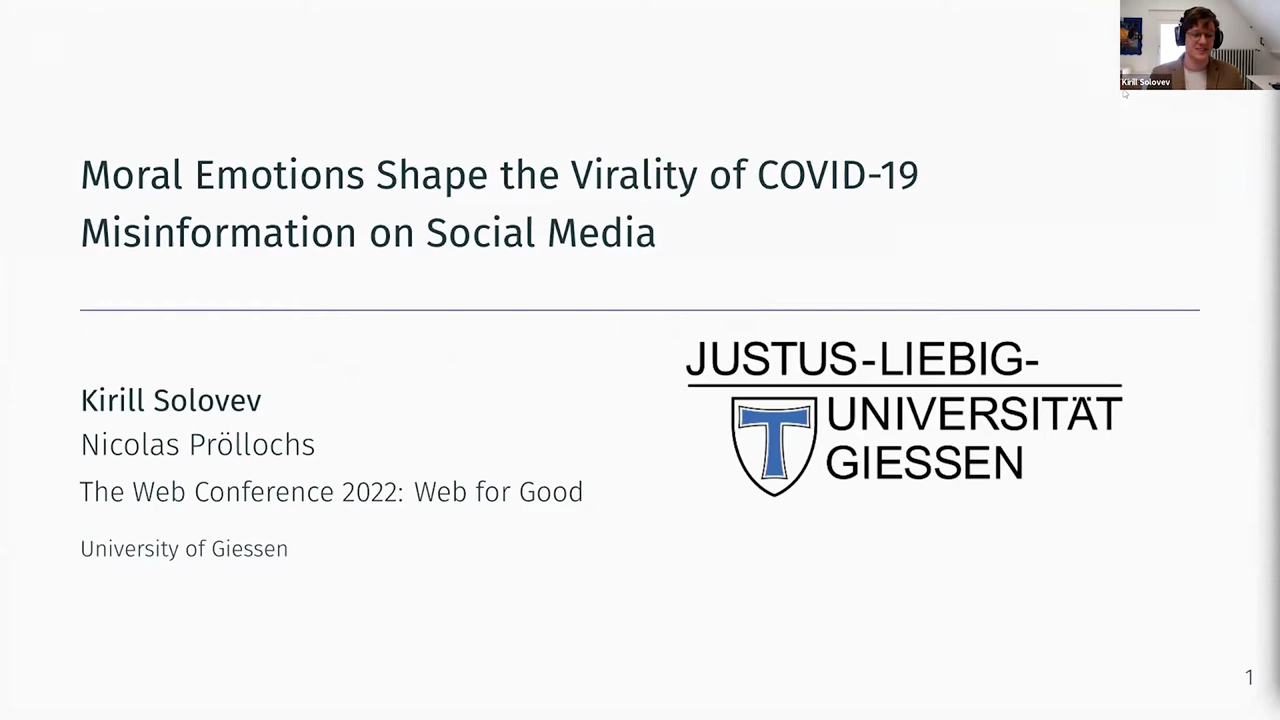 Kirill Solovev
Moral Emotions Shape the Virality of COVID-19
Misinformation on Social Media
JUSTUS-LIEBIG-
UNIVERSITÄT
GIESSEN
Kirill Solovev
Nicolas Pröllochs
The Web Conference 2022: Web for Good
University of Giessen
1